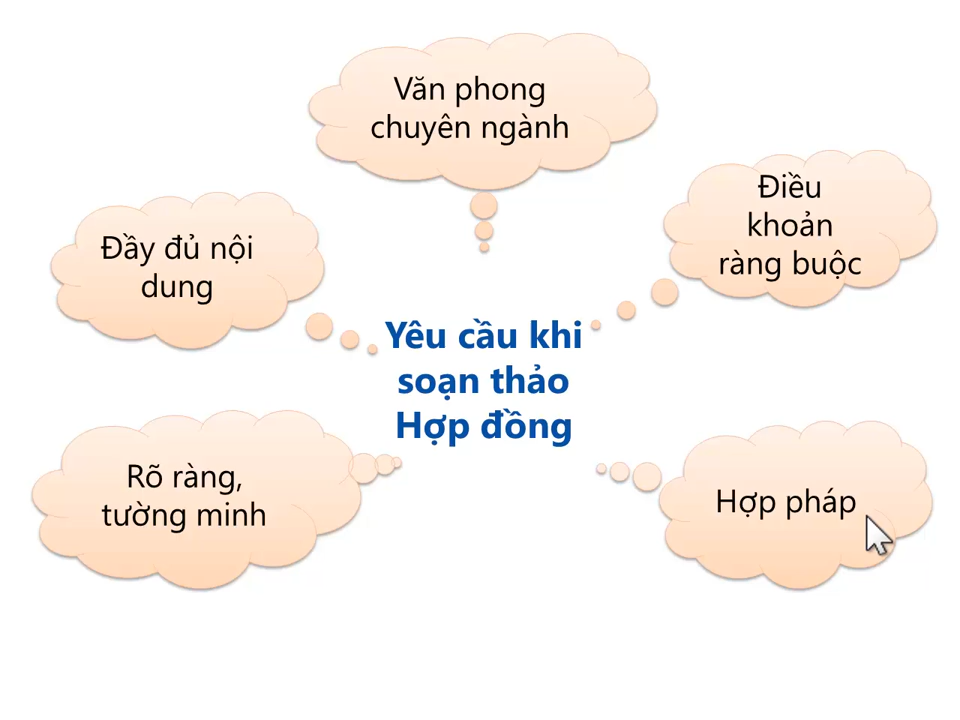 Văn phong
chuyên ngành
Điều
khoản
ràng buộc
Đầy đủ nội
dung
Yêu cầu khi
soạn thảo
Hợp đồng
Rõ ràng,
tường minh
Hợp pháp